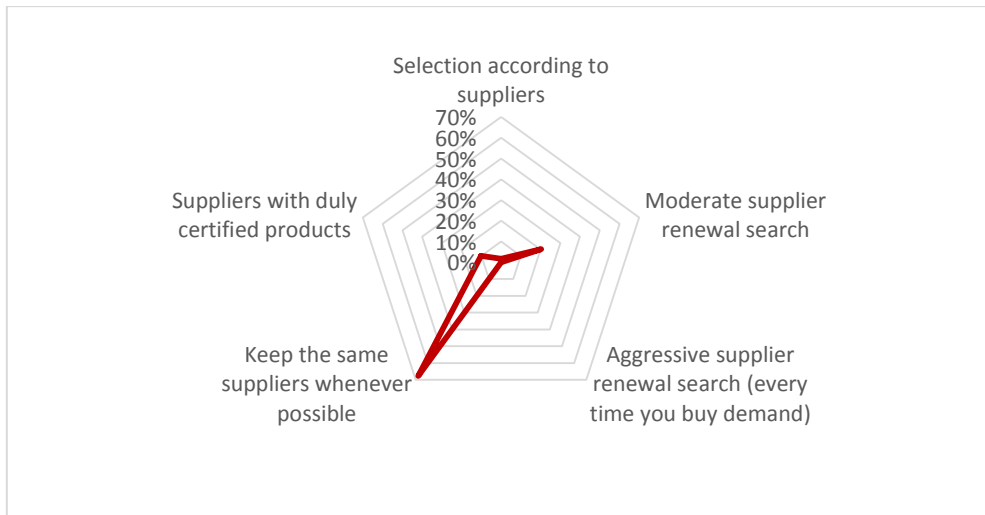 Selection according to
suppliers
70%
60%
50%
40%
30%
20%
10%
0%
Moderate supplier
renewal search
Aggressive supplier
renewal search (every
time you buy demand)
Keep the same
suppliers whenever
possible
Suppliers with duly
certified products